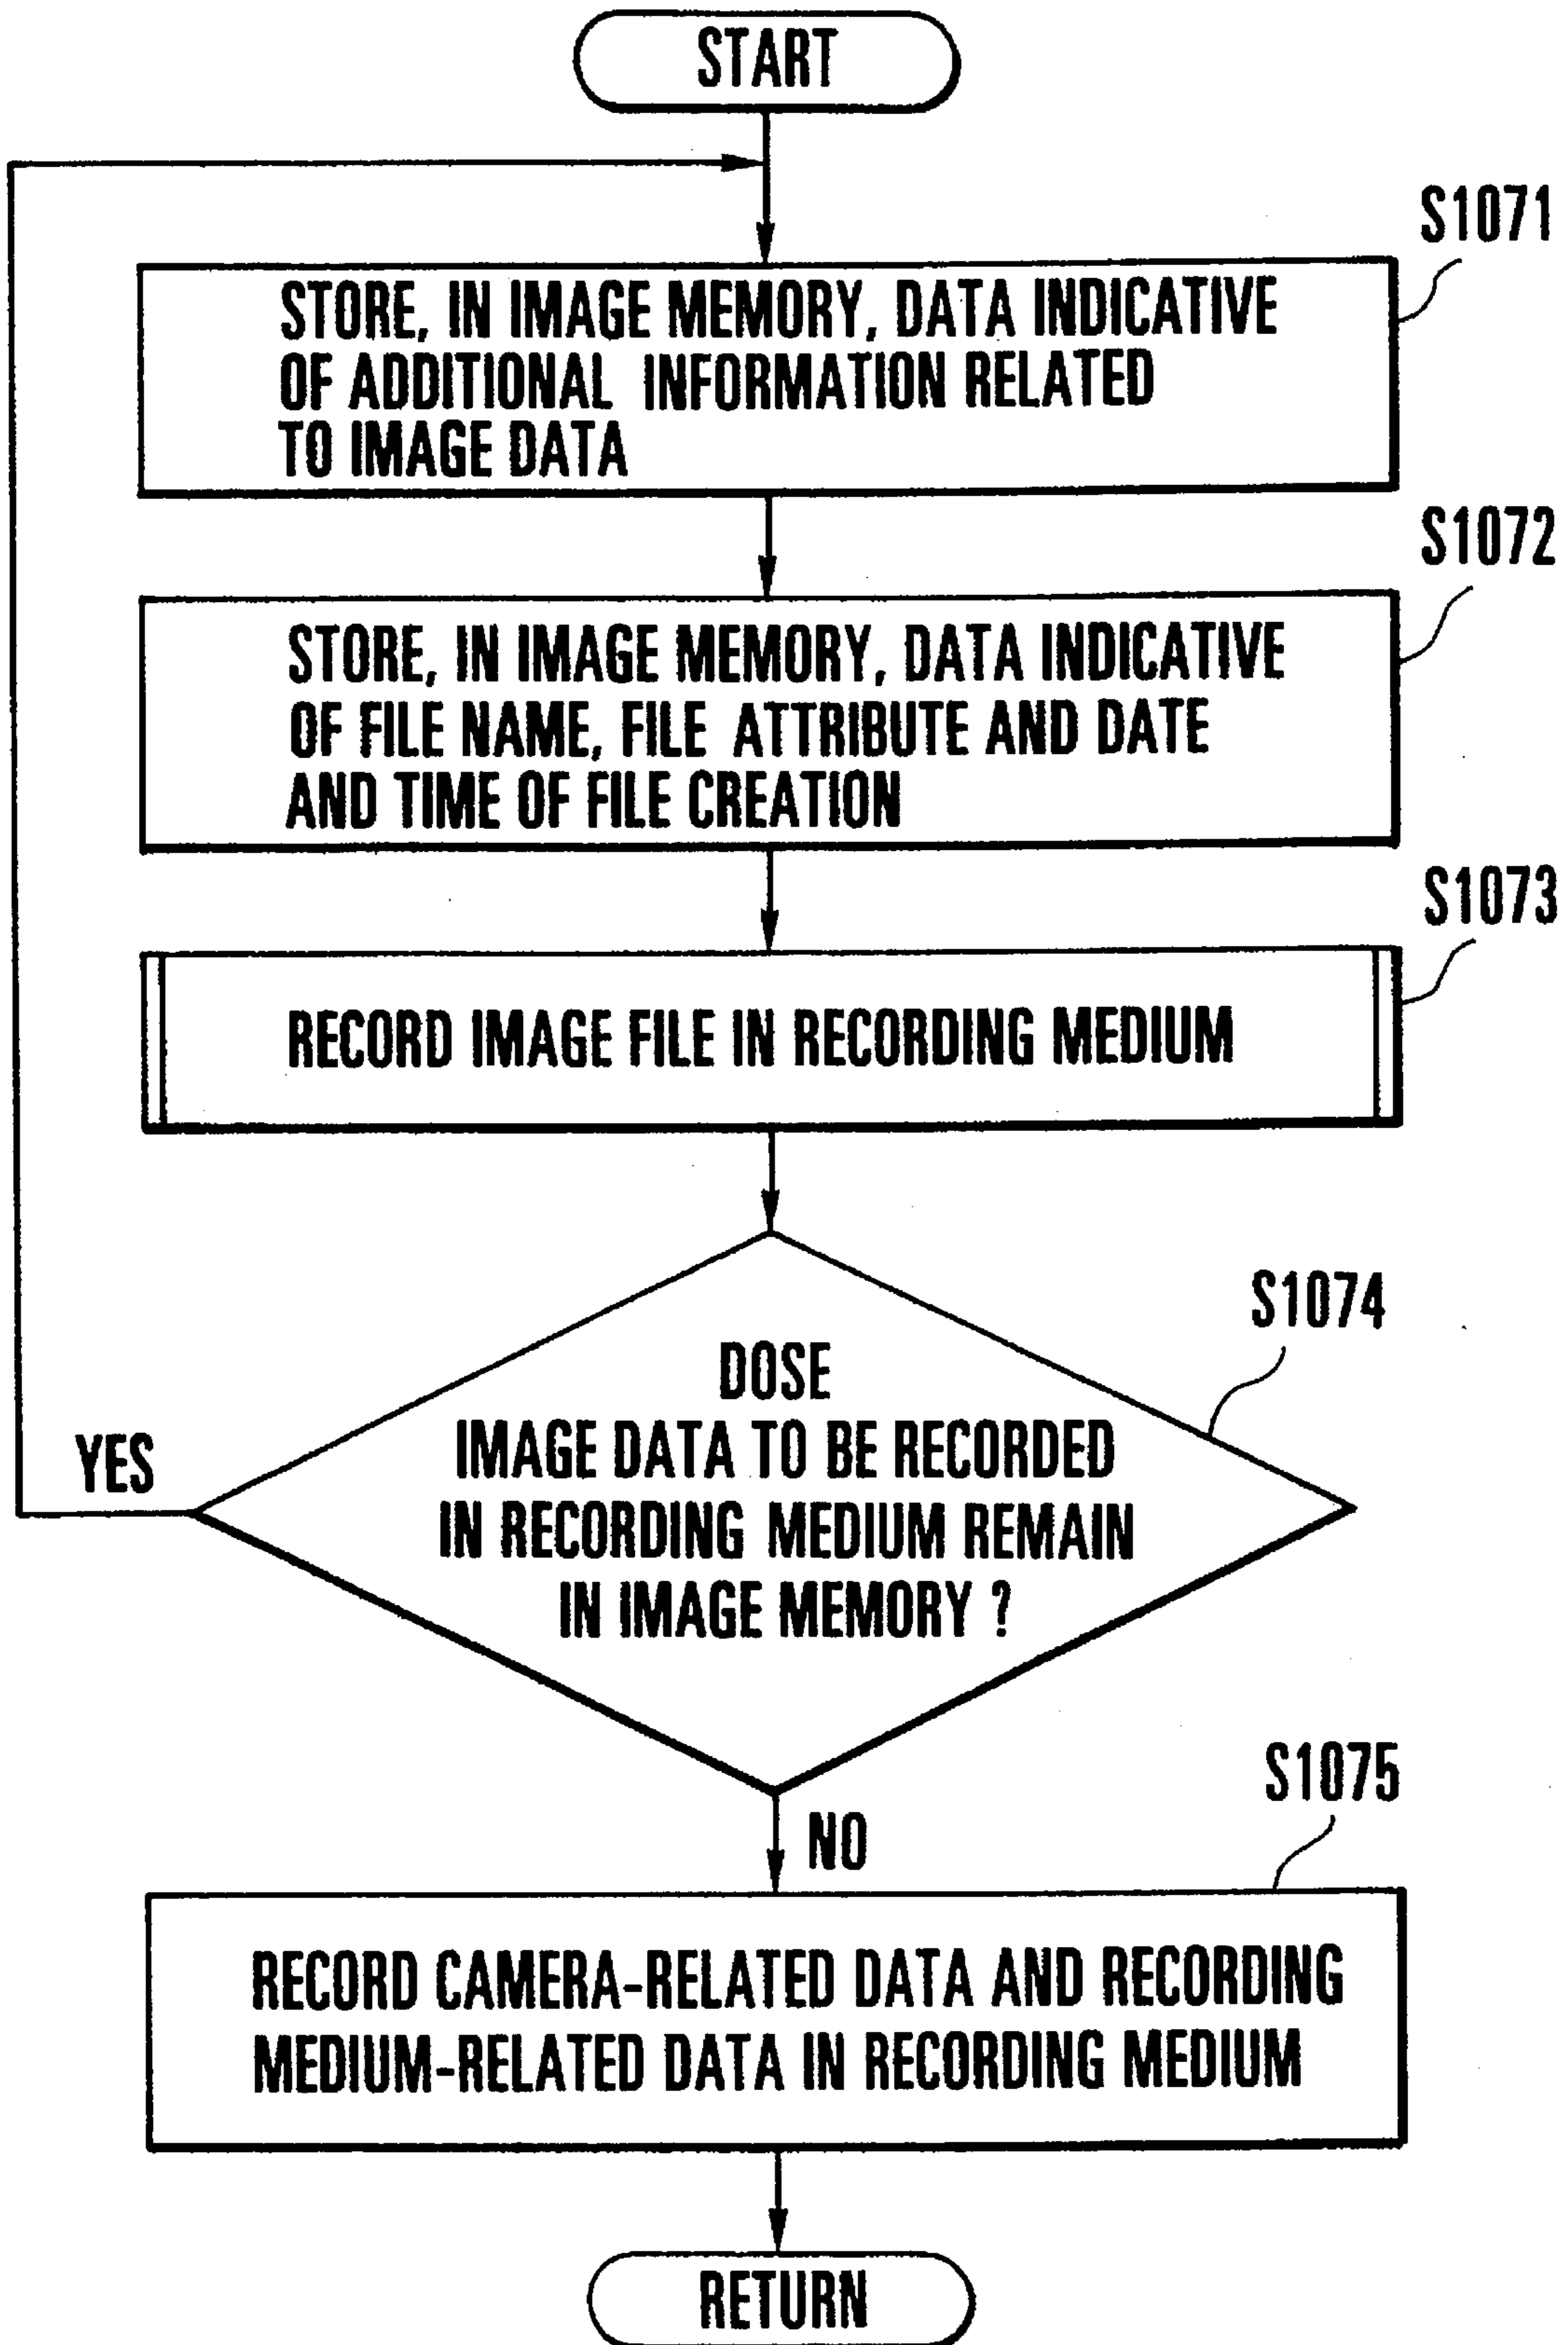 START
S1071
STORE, IN IMAGE MEMORY, DATA INDICATIVE
OF ADDITIONAL INFORMATION RELATED
TO IMAGE DATA
S1072
STORE, IN IMAGE MEMORY, DATA INDICATIVE
OF FILE NAME, FILE ATTRIBUTE AND DATE
AND TIME OF FILE CREATION
S1073
RECORD IMAGE FILE IN RECORDING MEDIUM
S1074
DOSE
IMAGE DATA TO BE RECORDED
IN RECORDING MEDIUM REMAIN
IN IMAGE MEMORY ?
YES
NO
S1075
RECORD CAMERA-RELATED DATA AND RECORDING
MEDIUM-RELATED DATA IN RECORDING MEDIUM
RETURN